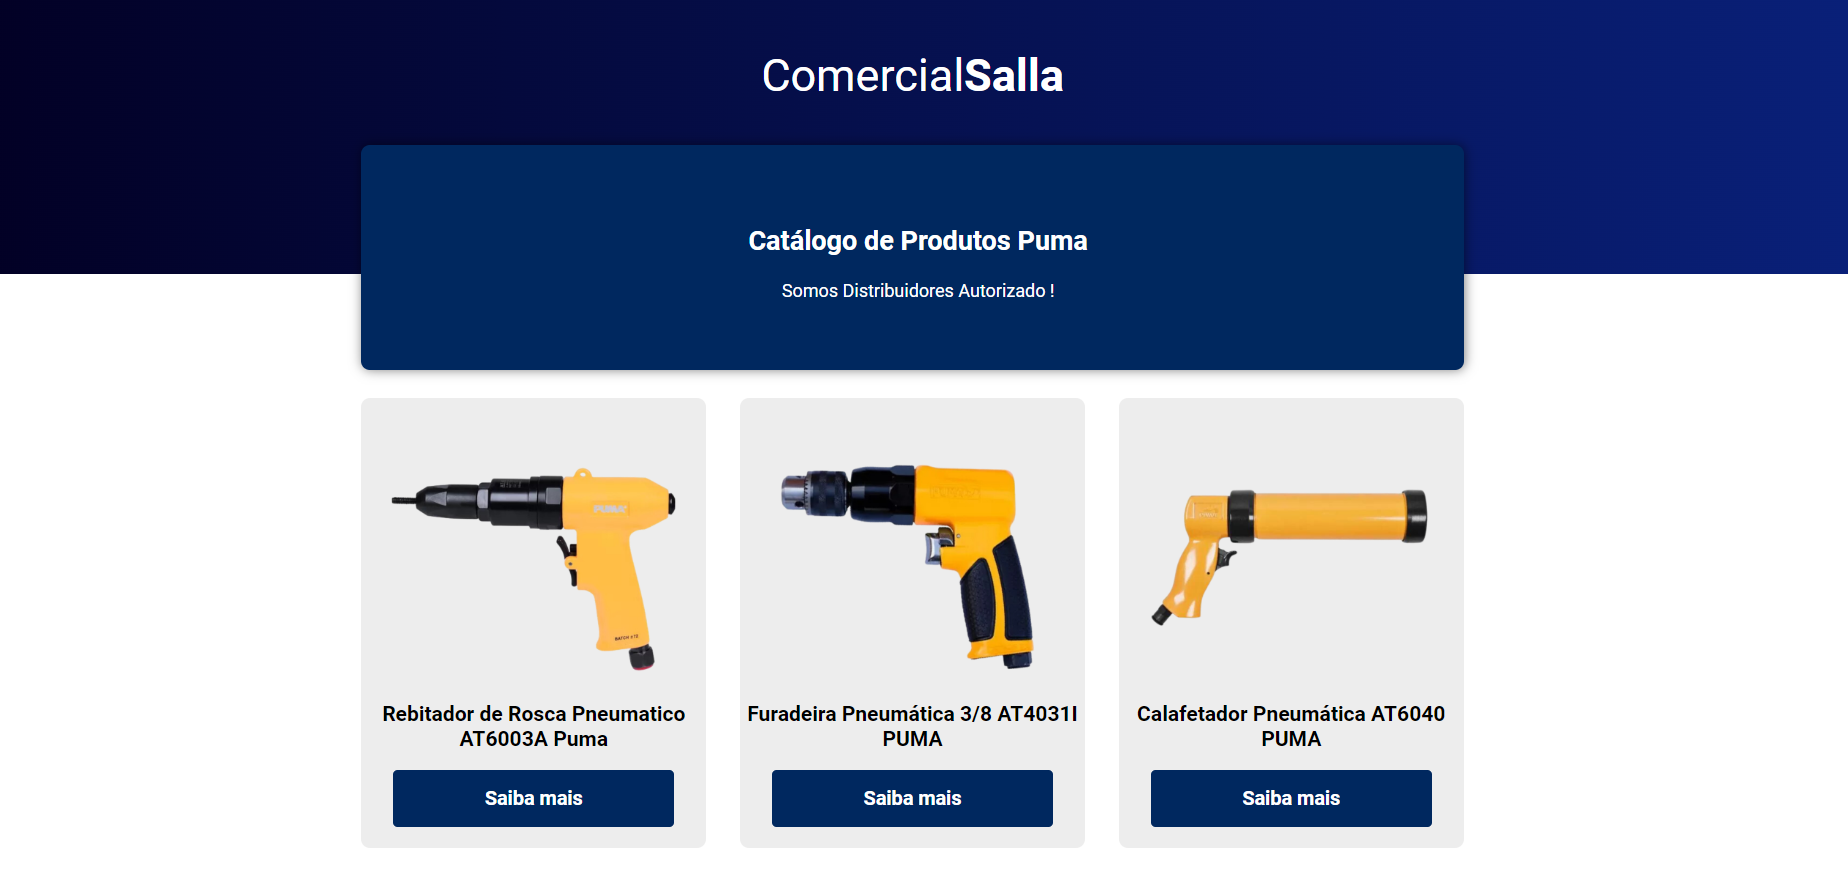 ComercialSalla
Catálogo de Produtos Puma
Somos Distribuidores Autorizado !
Rebitador de Rosca Pneumatico
AT6003A Puma
Saiba mais
Furadeira Pneumática 3/8 AT4031I
PUMA
Saiba mais
Calafetador Pneumática AT6040
PUMA
Saiba mais